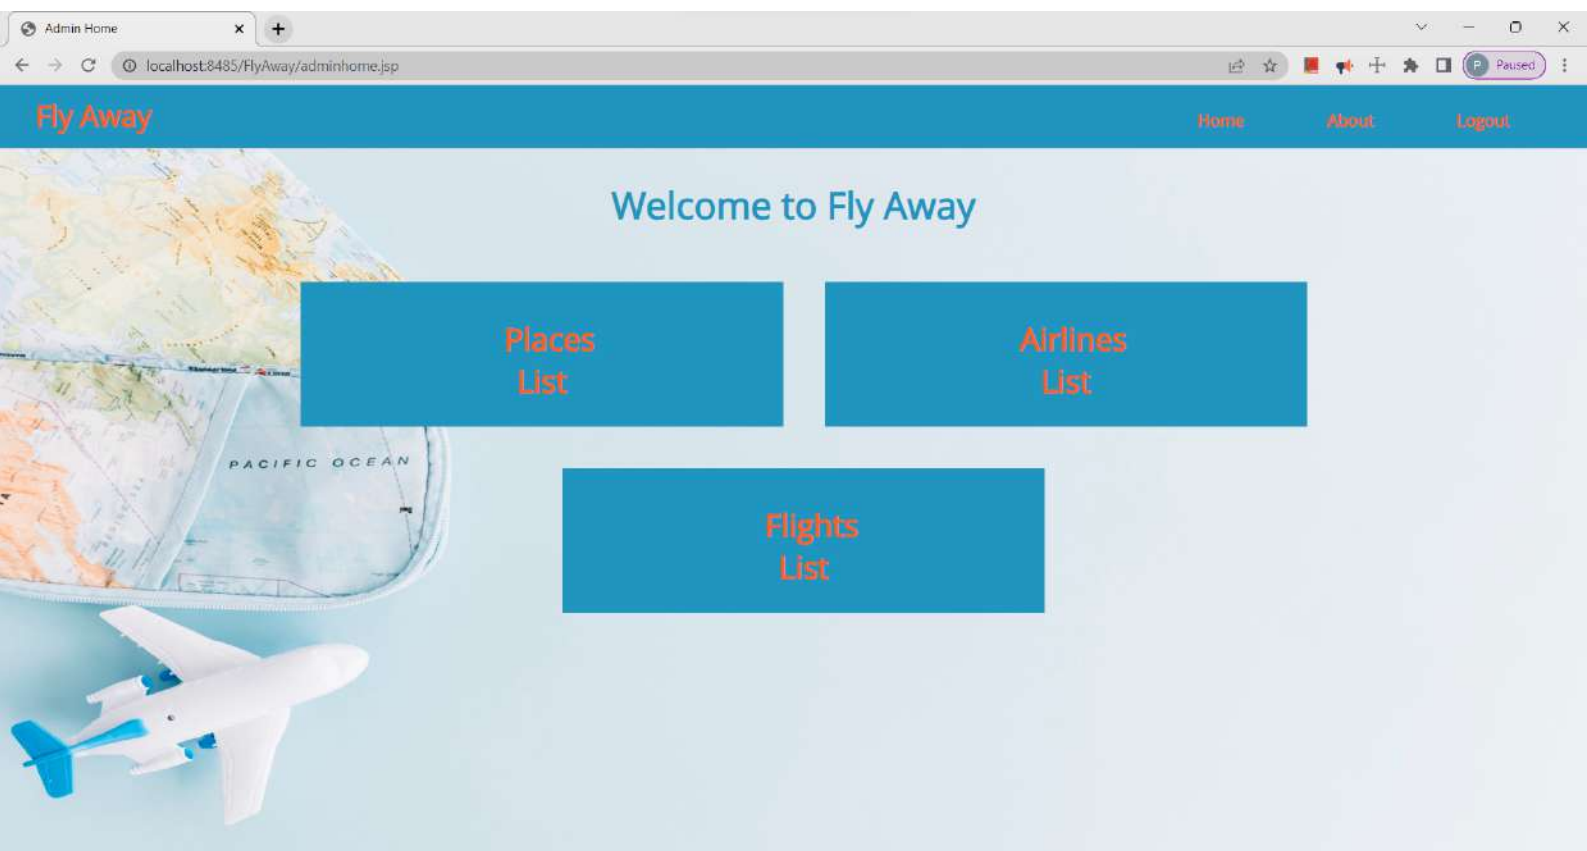 Admin Home
localhost:8485/FlyAway/adminhome.jsp
P Paused
Fly Away
Home About Logout
Welcome to Fly Away
Places
List
Airlines
List
PACIFIC OCEAN
Flights
List